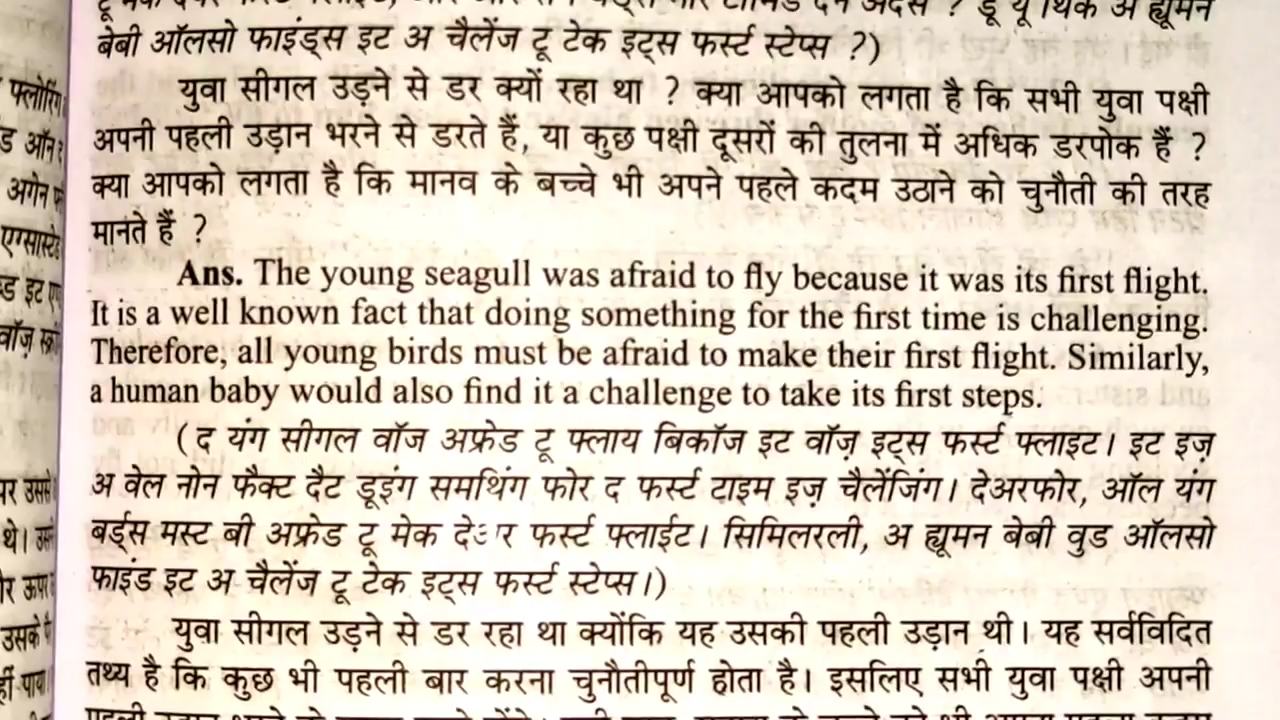 बेबी ऑलसो फाइंड्स इट अ चैलेंज टू टेक इट्स फर्स्ट स्टेप्स ?)
युवा सीगल उड़ने से डर क्यों रहा था ? क्या आपको लगता है कि सभी युवा पक्षी
अपनी पहली उड़ान भरने से डरते हैं, या कुछ पक्षी दूसरों की तुलना में अधिक डरपोक हैं ?
क्या आपको लगता है कि मानव के बच्चे भी अपने पहले कदम उठाने को चुनौती की तरह
मानते हैं ?
Ans. The young seagull was afraid to fly because it was its first flight.
It is a well known fact that doing something for the first time is challenging.
Therefore, all young birds must be afraid to make their first flight. Similarly,
a human baby would also find it a challenge to take its first steps.
(द यंग सीगल वॉज अफ्रेड टू फ्लाय बिकॉज इट वॉज़ इट्स फर्स्ट फ्लाइट। इट इज़
अ वेल नोन फैक्ट दैट डूइंग समथिंग फोर द फर्स्ट टाइम इज़ चैलेंजिंग। देअरफोर, ऑल यंग
बर्ड्स मस्ट बी अफ्रेड टू मेक फर्स्ट फ्लाईट। सिमिलरली, अ ह्यूमन बेबी वुड ऑलसो
फाइंड इट अ चैलेंज टू टेक इट्स फर्स्ट स्टेप्स।)
युवा सीगल उड़ने से डर रहा था क्योंकि यह उसकी पहली उड़ान थी। यह सर्वविदित
तथ्य है कि कुछ भी पहली बार करना चुनौतीपूर्ण होता है। इसलिए सभी युवा पक्षी अपनी